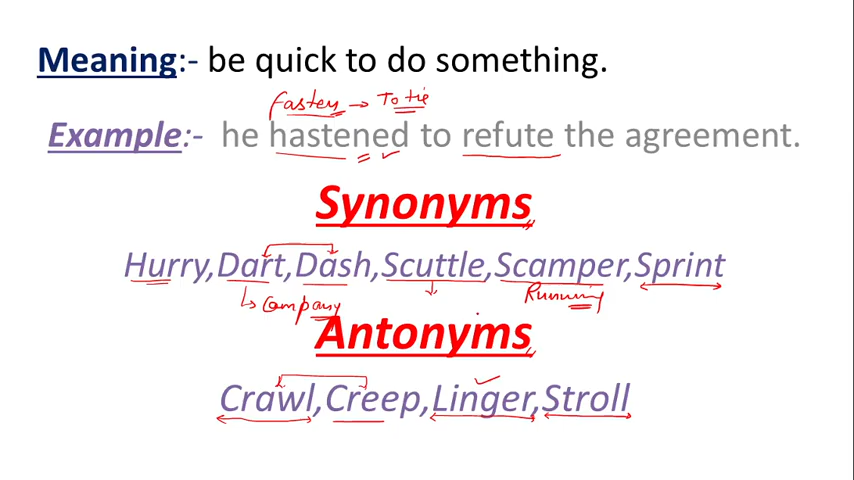 Meaning:- be quick to do something.
Fasten → To tie
Example:- he hastened to refute the agreement.
Synonyms
Hurry,Dart,Dash,Scuttle,Scamper,Sprint
Company Running
Antonyms
Crawl,Creep,Linger,Stroll